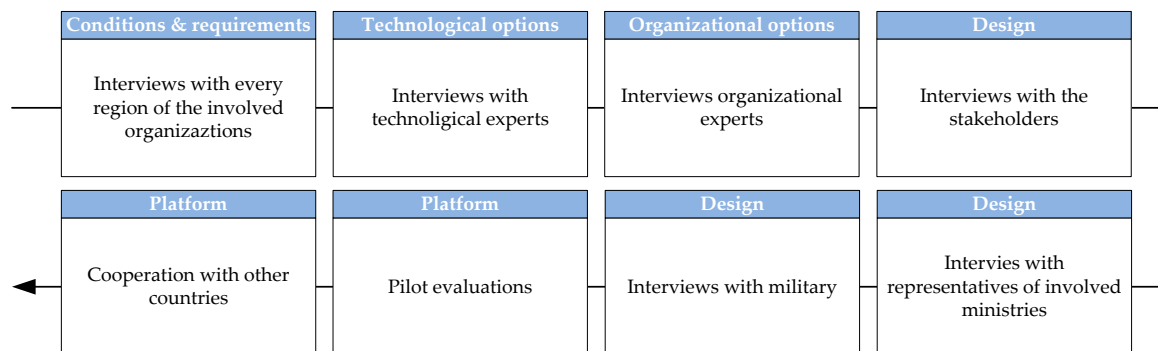 Conditions & requirements
Interviews with every
region of the involved
organizaztions
Technological options
Interviews with
technoligical experts
Organizational options
Interviews organizational
experts
Design
Interviews with the
stakeholders
Platform
Cooperation with other
countries
Platform
Pilot evaluations
Design
Interviews with military
Design
Intervies with
representatives of involved
ministries